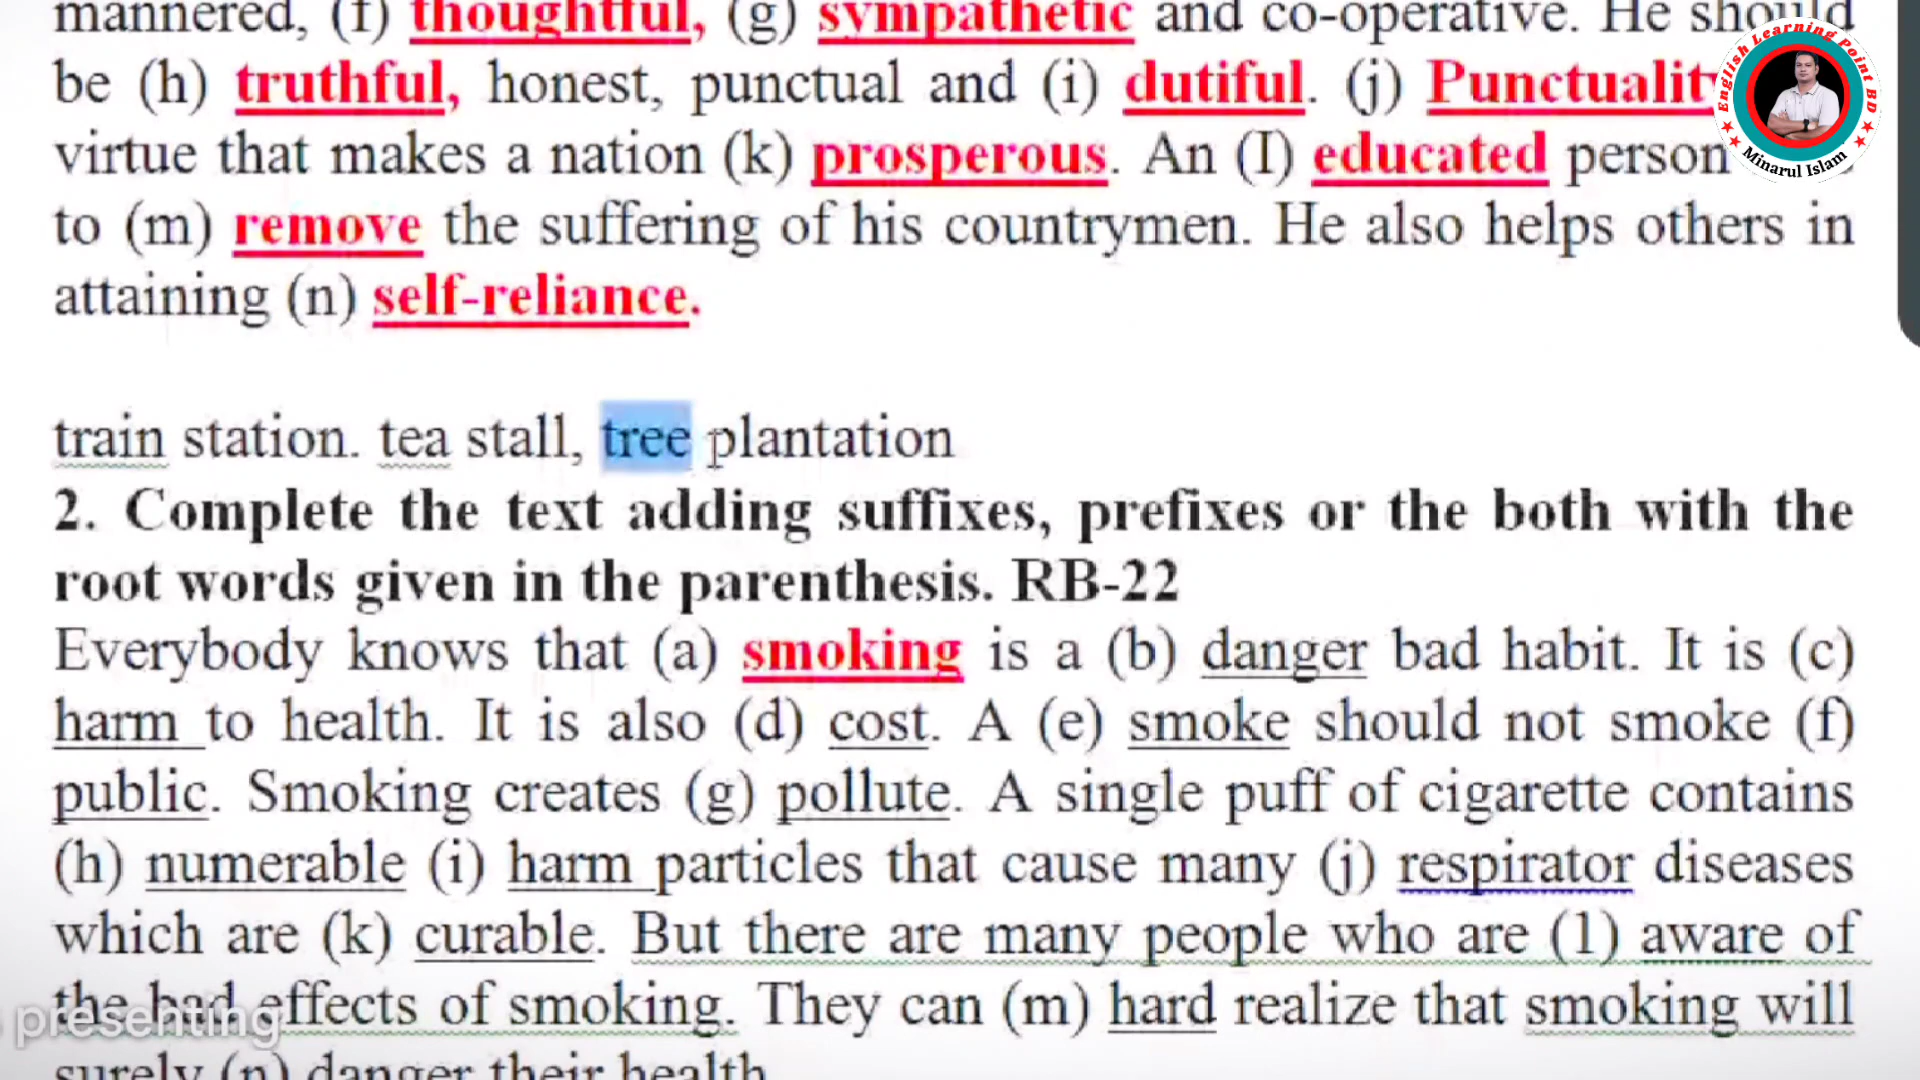 mannered, (f) thoughtful, (g) sympathetic and co-operative. He should
be (h) truthful, honest, punctual and (i) dutiful. (j) Punctuality
virtue that makes a nation (k) prosperous. An (I) educated person
to (m) remove the suffering of his countrymen. He also helps others in
attaining (n) self-reliance.
train station. tea stall, tree plantation
2. Complete the text adding suffixes, prefixes or the both with the
root words given in the parenthesis. RB-22
Everybody knows that (a) smoking is a (b) danger bad habit. It is (c)
harm to health. It is also (d) cost. A (e) smoke should not smoke (f)
public. Smoking creates (g) pollute. A single puff of cigarette contains
(h) numerable (i) harm particles that cause many (j) respirator diseases
which are (k) curable. But there are many people who are (1) aware of
the bad effects of smoking. They can (m) hard realize that smoking will
surely (n) danger their health
presenting
English Learning Point BD
Minarul Islam